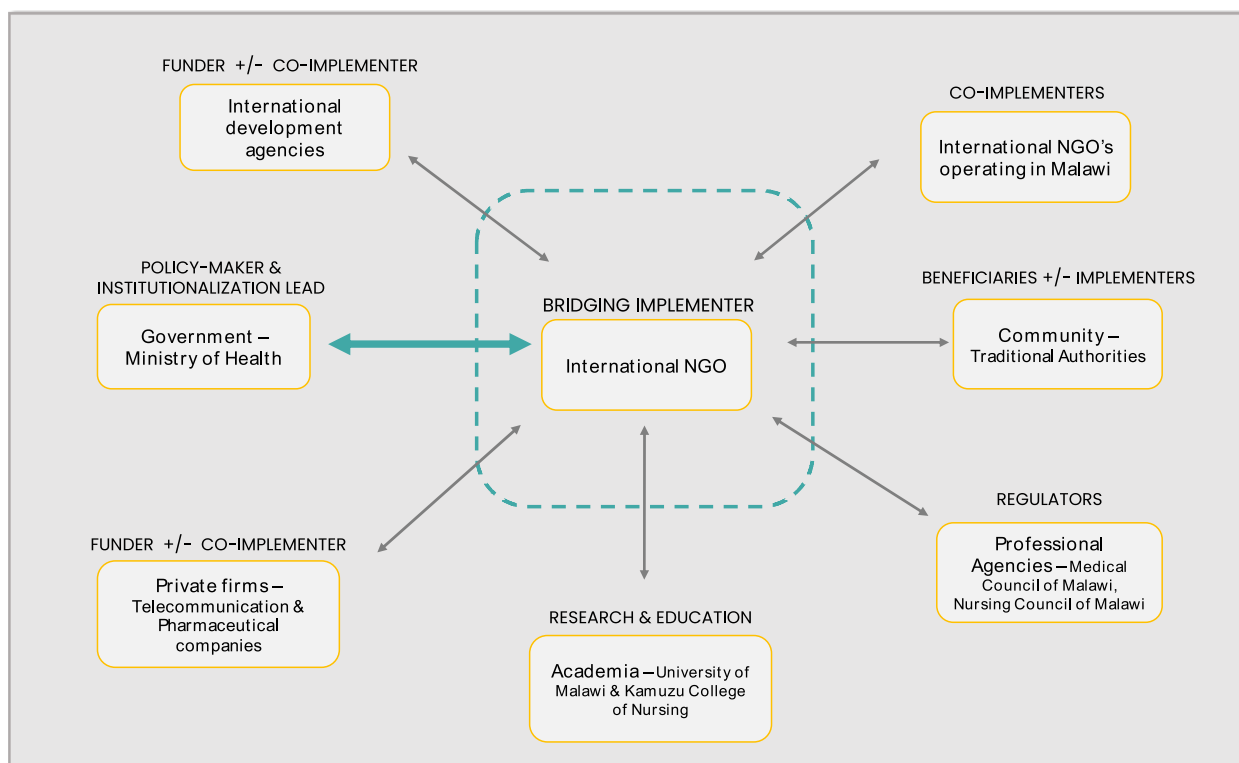 FUNDER +/- CO-IMPLEMENTER
International
development
agencies
CO-IMPLEMENTERS
International NGO's
operating in Malawi
POLICY-MAKER &
INSTITUTIONALIZATION LEAD
Government –
Ministry of Health
BRIDGING IMPLEMENTER
International NGO
BENEFICIARIES +/- IMPLEMENTERS
Community –
Traditional Authorities
FUNDER +/- CO-IMPLEMENTER
Private firms –
Telecommunication &
Pharmaceutical
companies
RESEARCH & EDUCATION
Academia – University of
Malawi & Kamuzu College
of Nursing
REGULATORS
Professional
Agencies – Medical
Council of Malawi,
Nursing Council of Malawi